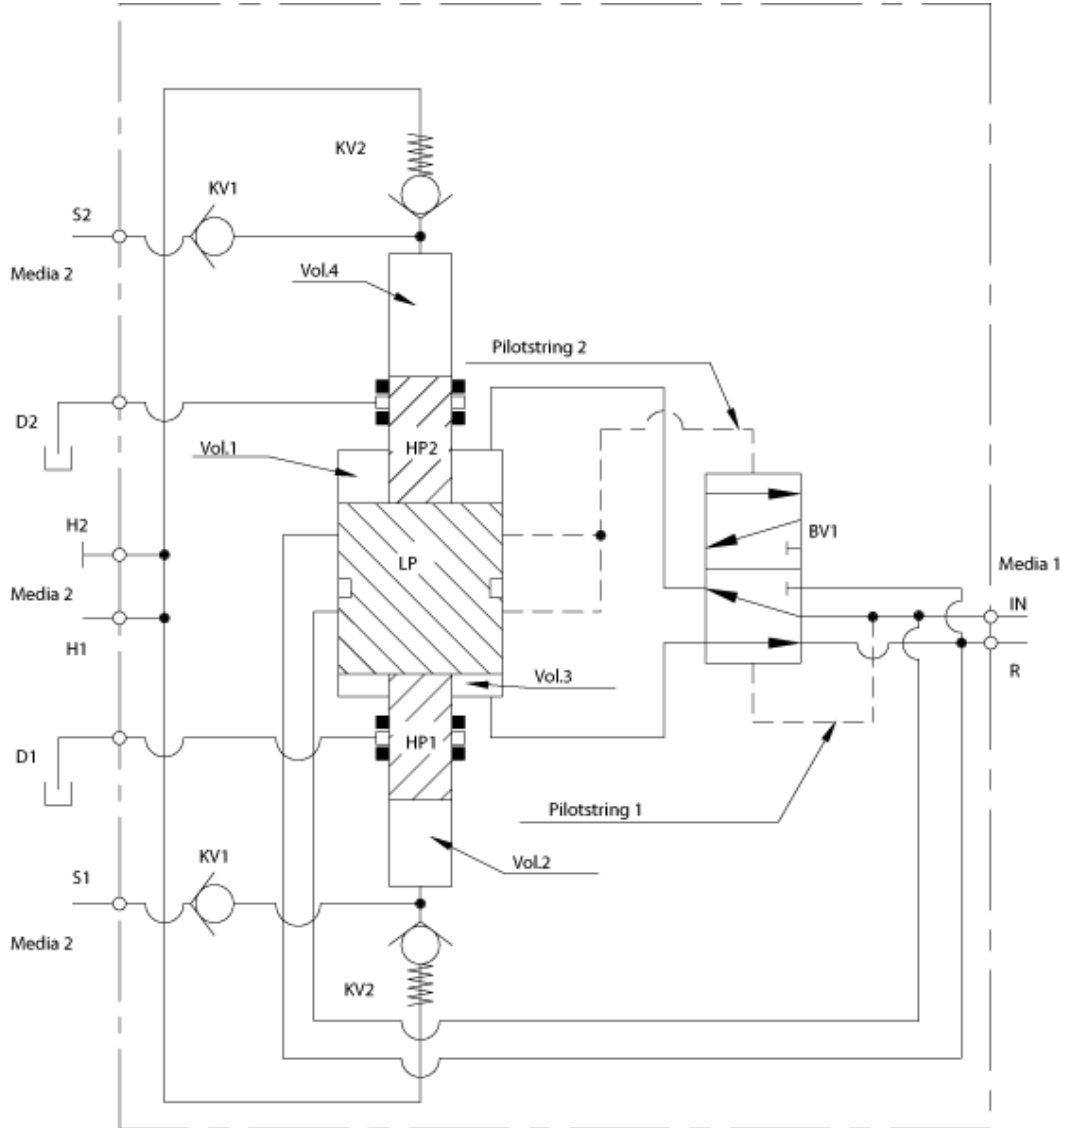 KV2
KV1
S2
Media 2
Vol.4
Pilotstring 2
D2
Vol.1
HP2
H2
BV1
LP
Media 1
Media 2
IN
H1
R
Vol.3
HP1
D1
Pilotstring 1
KV1
Vol.2
S1
Media 2
KV2